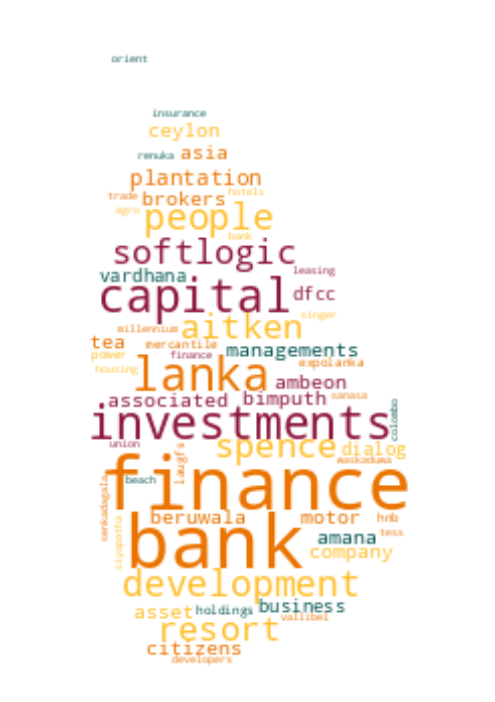 orient
insurance
ceylon
renuka asia
plantation
trade brokers hotels
agro people
bank
softlogic
vardhana leasing
capital dfcc
aitken singer
millennium
tea mercantile managements
power finance expolanka
housing lanka ambeon
associated bimputh sanasa
investments colombo
union spence dialog
laugfs waskaduwa
finance
senkadagala beach
beruwala motor hnb
siyapatha bank amana tess
company
development
asset holdings business
resort vallibel
citizens
developers